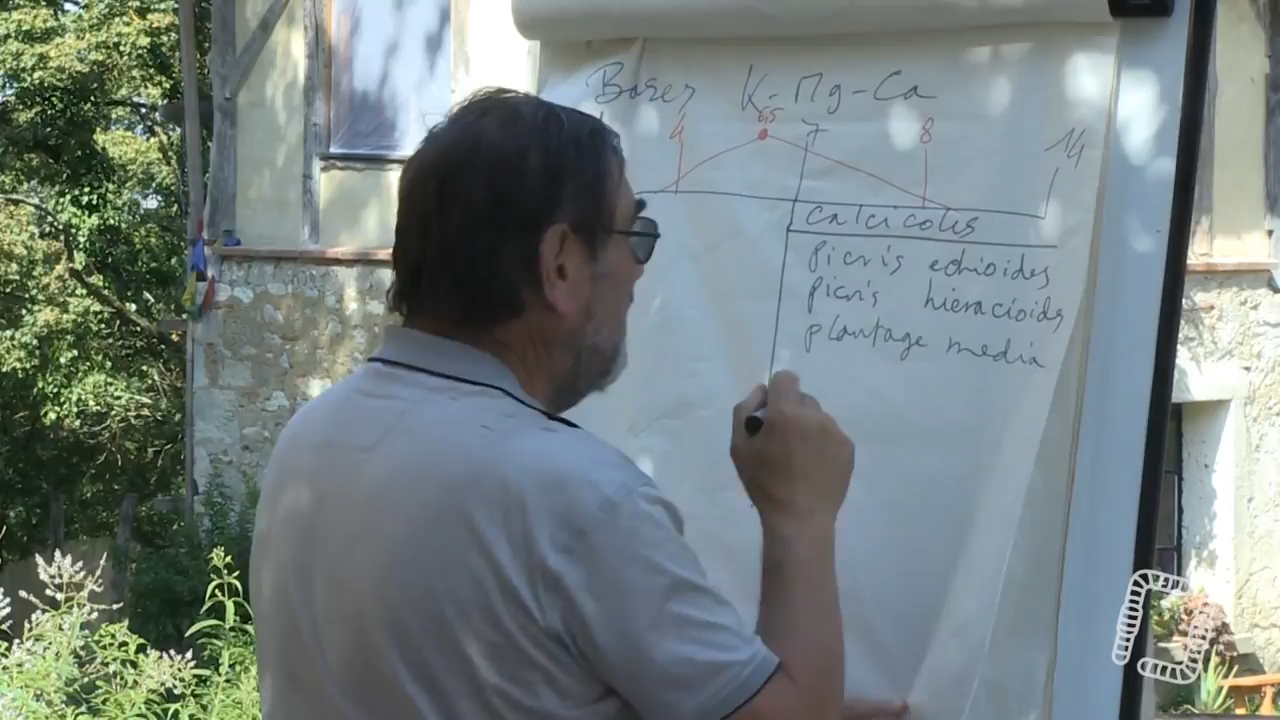 Bases K-Mg-Ca
4 6,5 7 8 14
calcicoles
picris echioides
picris hieracioides
plantago media